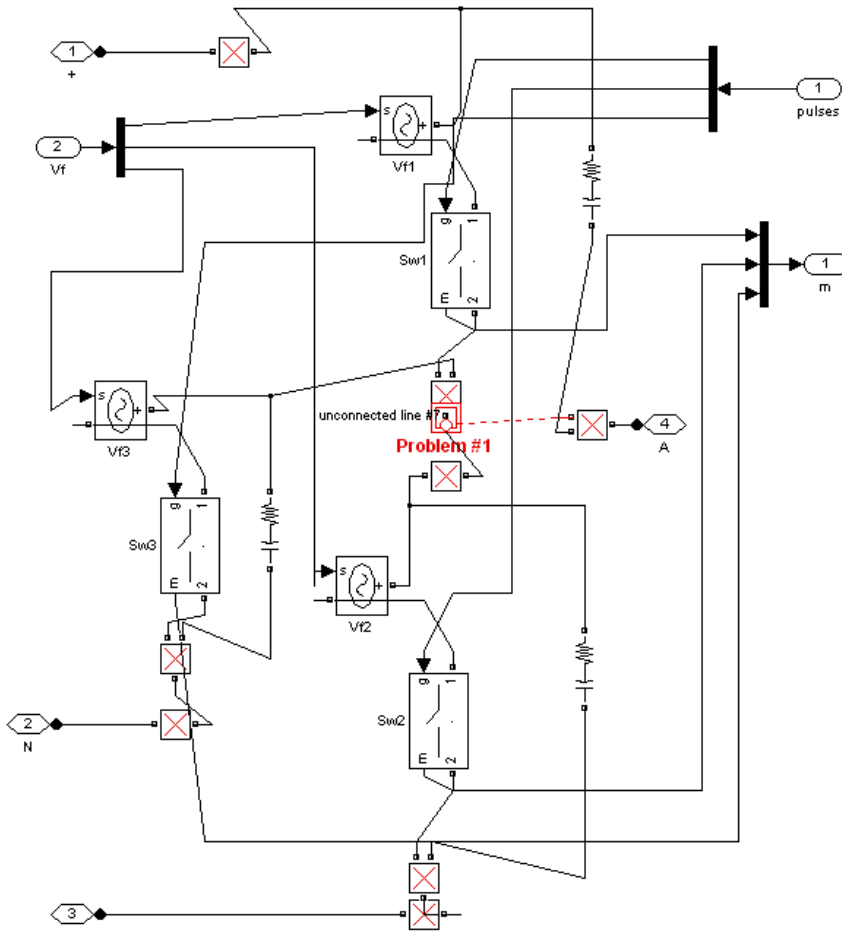 1
+
s
+
Vf1
1
pulses
2
Vf
g
1
Sw1
m
2
1
m
s
+
Vf3
unconnected line #7
Problem #1
4
A
g
1
Sw3
m
2
s
+
Vf2
g
1
Sw2
m
2
2
N
3